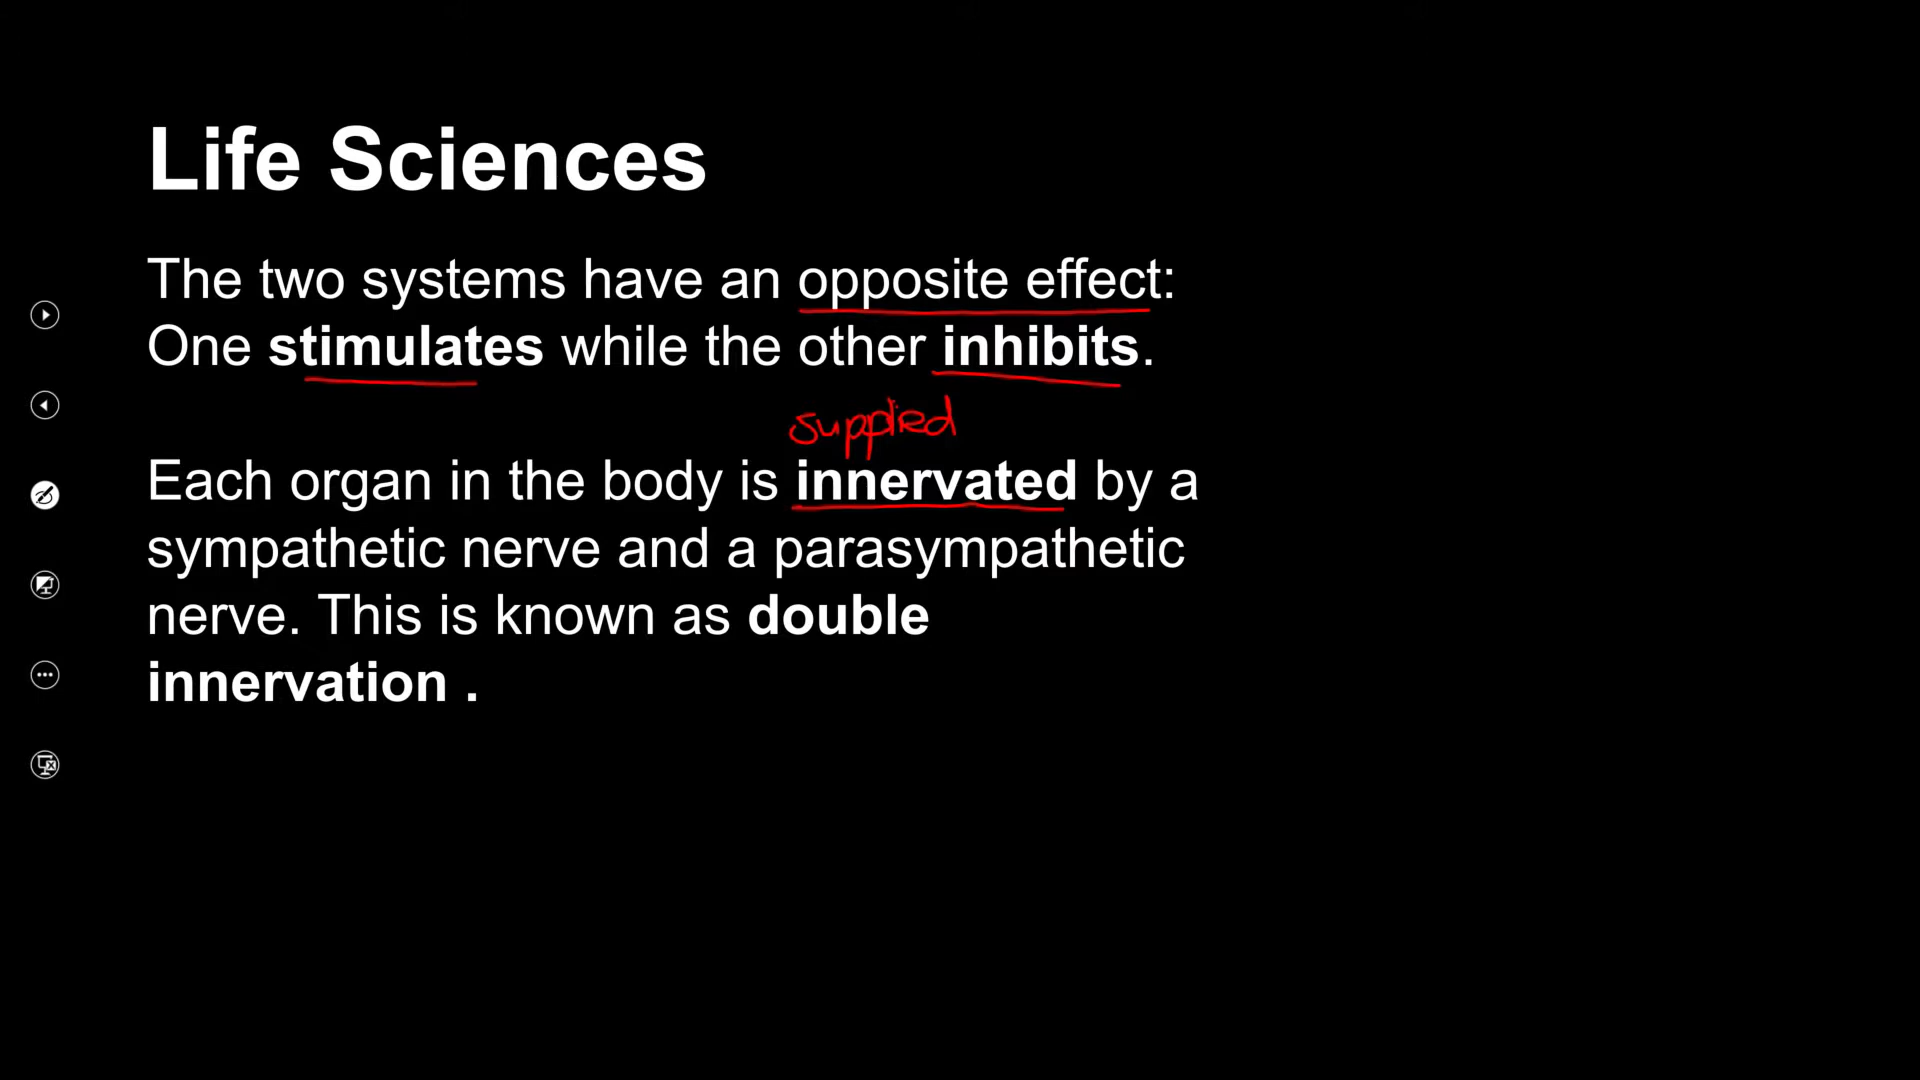 Life Sciences
The two systems have an opposite effect:
One stimulates while the other inhibits.
supplied
Each organ in the body is innervated by a
sympathetic nerve and a parasympathetic
nerve. This is known as double
innervation .